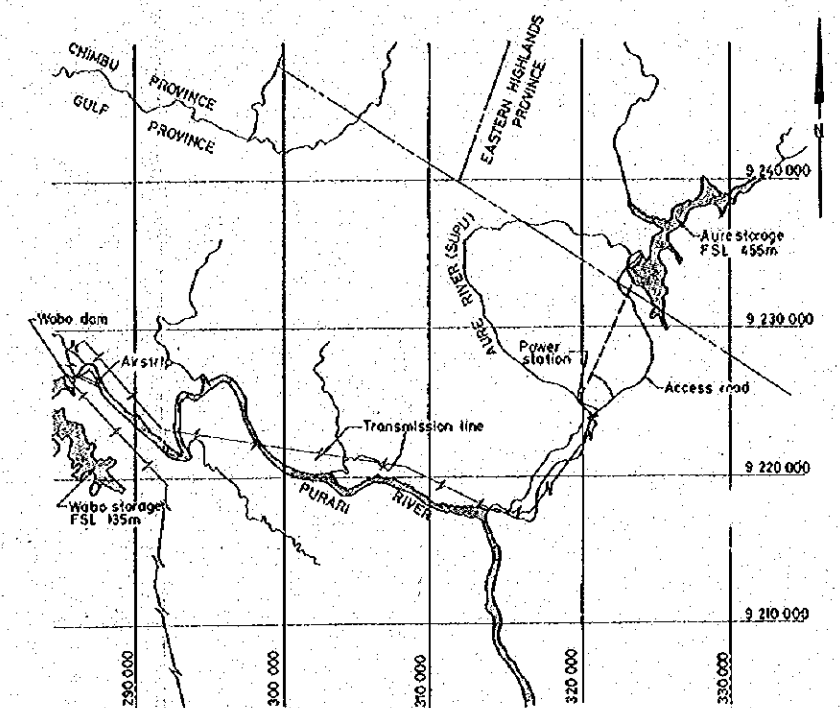 CHIMBU PROVINCE
GULF PROVINCE
EASTERN HIGHLANDS
PROVINCE
N
9 240 000
Aure storage
FSL 455m
AURE RIVER (SUPU)
Wabo dam
Airstrip
9 230 000
Power
station
Access road
Transmission line
9 220 000
PURARI RIVER
Wabo storage
FSL 135m
9 210 000
290 000
300 000
310 000
320 000
330 000